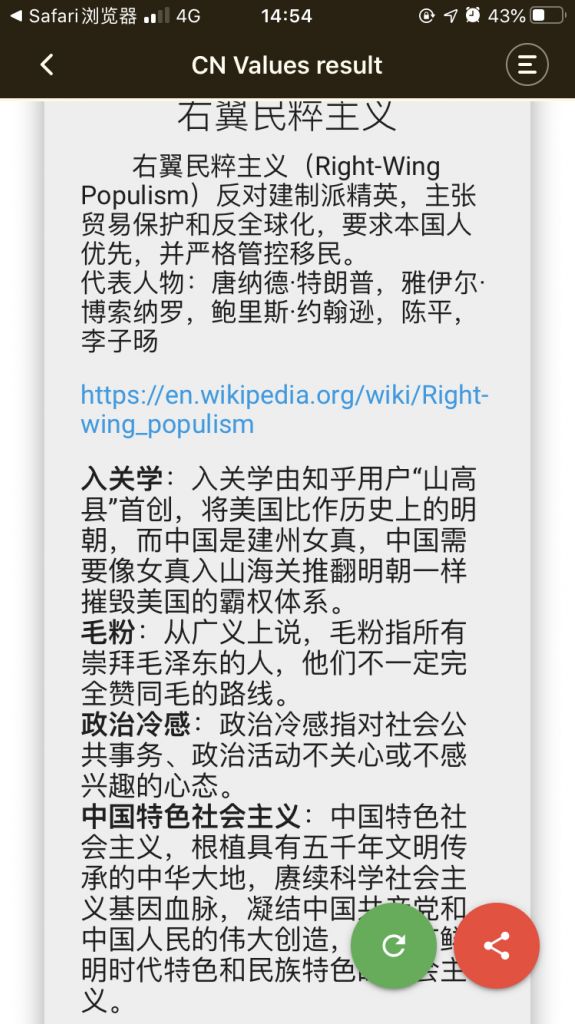 Safari浏览器 4G 14:54 43%
CN Values result
右翼民粹主义
右翼民粹主义（Right-Wing
Populism）反对建制派精英，主张
贸易保护和反全球化，要求本国人
优先，并严格管控移民。
代表人物：唐纳德·特朗普，雅伊尔·
博索纳罗，鲍里斯·约翰逊，陈平，
李子旸
https://en.wikipedia.org/wiki/Right-
wing_populism
入关学：入关学由知乎用户“山高
县”首创，将美国比作历史上的明
朝，而中国是建州女真，中国需
要像女真入山海关推翻明朝一样
摧毁美国的霸权体系。
毛粉：从广义上说，毛粉指所有
崇拜毛泽东的人，他们不一定完
全赞同毛的路线。
政治冷感：政治冷感指对社会公
共事务、政治活动不关心或不感
兴趣的心态。
中国特色社会主义：中国特色社
会主义，根植具有五千年文明传
承的中华大地，赓续科学社会主
义基因血脉，凝结中国共产党和
中国人民的伟大创造，鲜
明时代特色和民族特色会主
义。